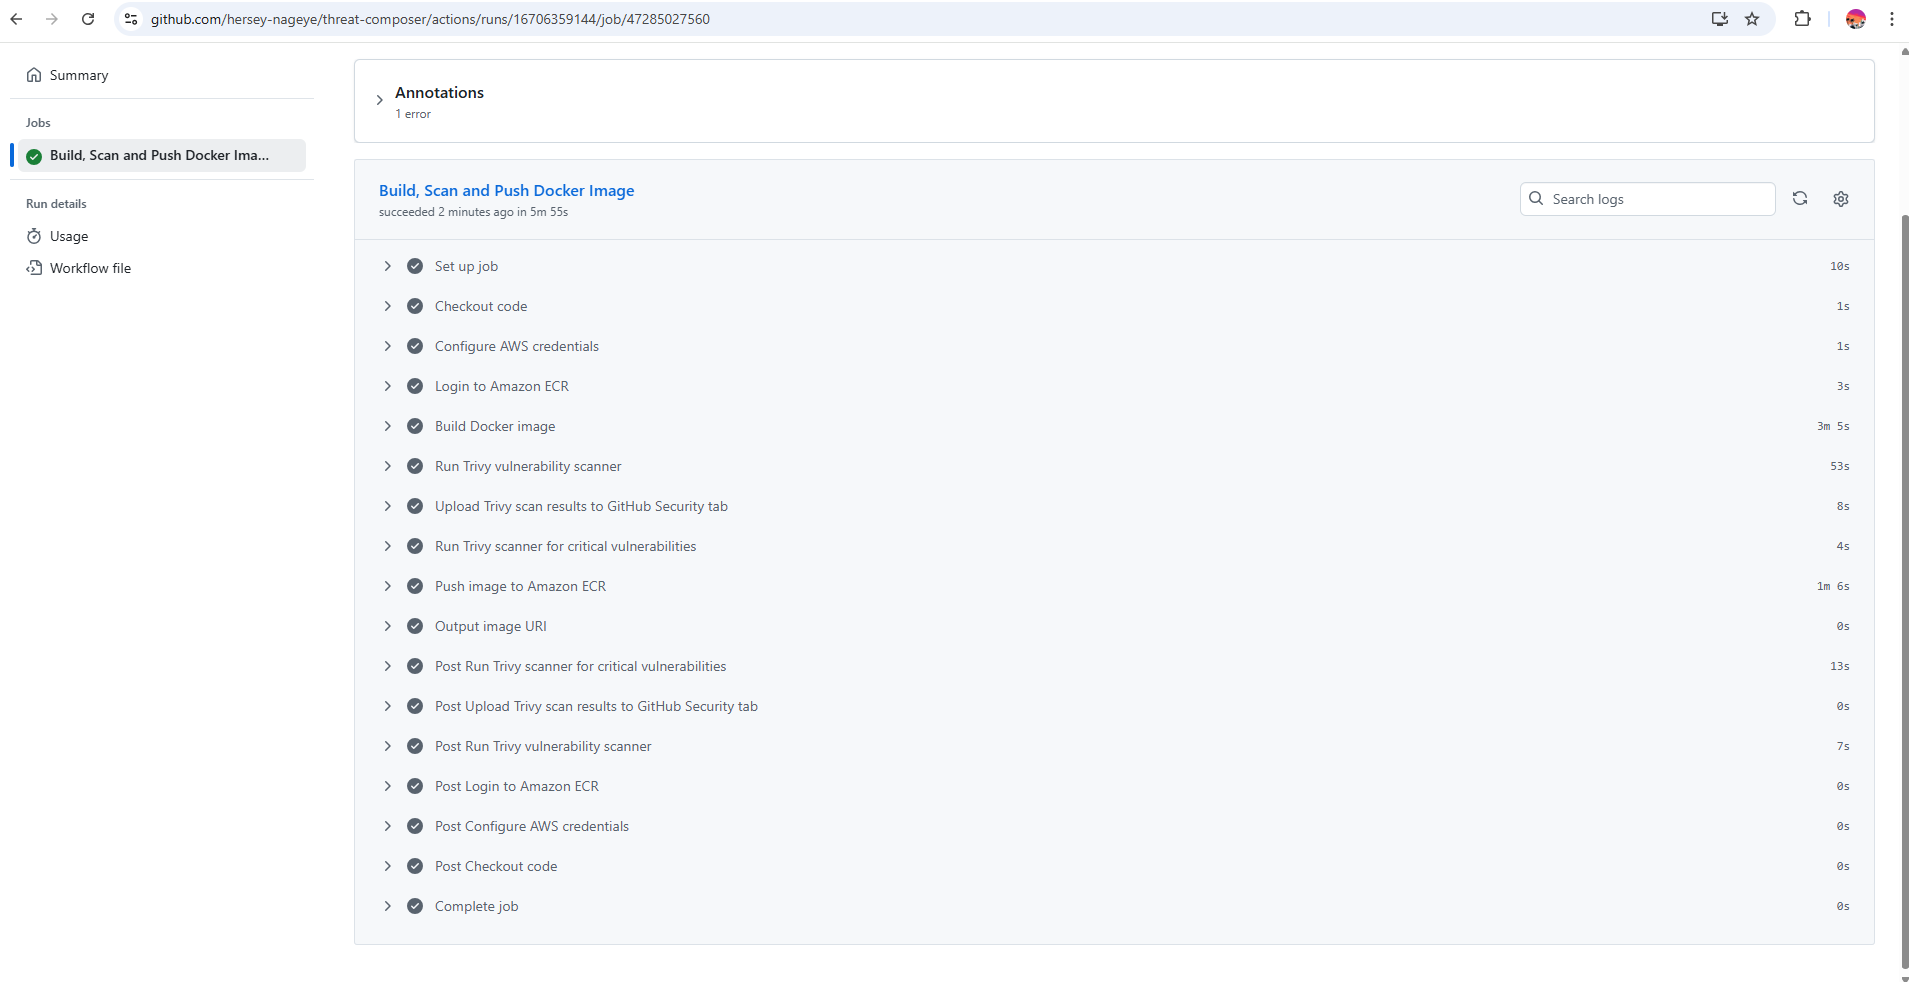 github.com/hersey-nageye/threat-composer/actions/runs/16706359144/job/47285027560
Summary
Jobs
Build, Scan and Push Docker Ima...
Run details
Usage
Workflow file
Annotations
1 error
Build, Scan and Push Docker Image
succeeded 2 minutes ago in 5m 55s
Search logs
Set up job 10s
Checkout code 1s
Configure AWS credentials 1s
Login to Amazon ECR 3s
Build Docker image 3m 5s
Run Trivy vulnerability scanner 53s
Upload Trivy scan results to GitHub Security tab 8s
Run Trivy scanner for critical vulnerabilities 4s
Push image to Amazon ECR 1m 6s
Output image URI 0s
Post Run Trivy scanner for critical vulnerabilities 13s
Post Upload Trivy scan results to GitHub Security tab 0s
Post Run Trivy vulnerability scanner 7s
Post Login to Amazon ECR 0s
Post Configure AWS credentials 0s
Post Checkout code 0s
Complete job 0s